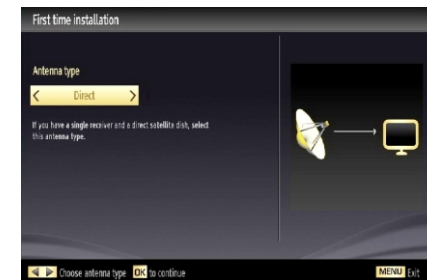 First time installation
Antenna type
Direct
If you have a single receiver and a direct satellite dish, select
this antenna type.
Choose antenna type OK to continue
MENU Exit